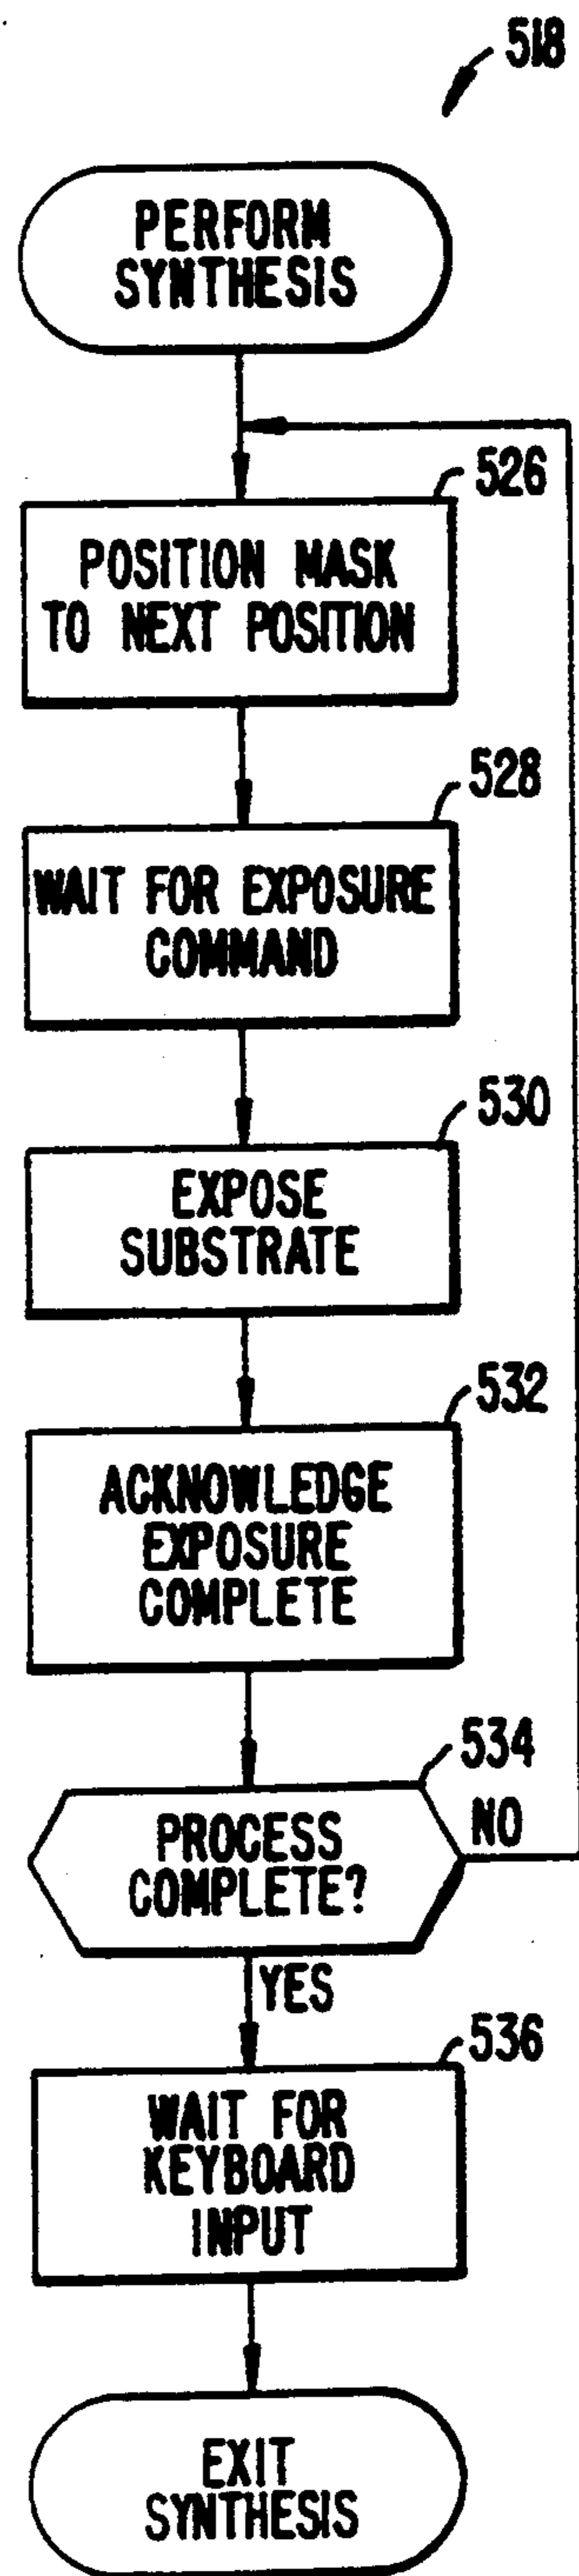 518
PERFORM
SYNTHESIS
526
POSITION MASK
TO NEXT POSITION
528
WAIT FOR EXPOSURE
COMMAND
530
EXPOSE
SUBSTRATE
532
ACKNOWLEDGE
EXPOSURE
COMPLETE
534
PROCESS
COMPLETE?
NO
YES
536
WAIT FOR
KEYBOARD
INPUT
EXIT
SYNTHESIS